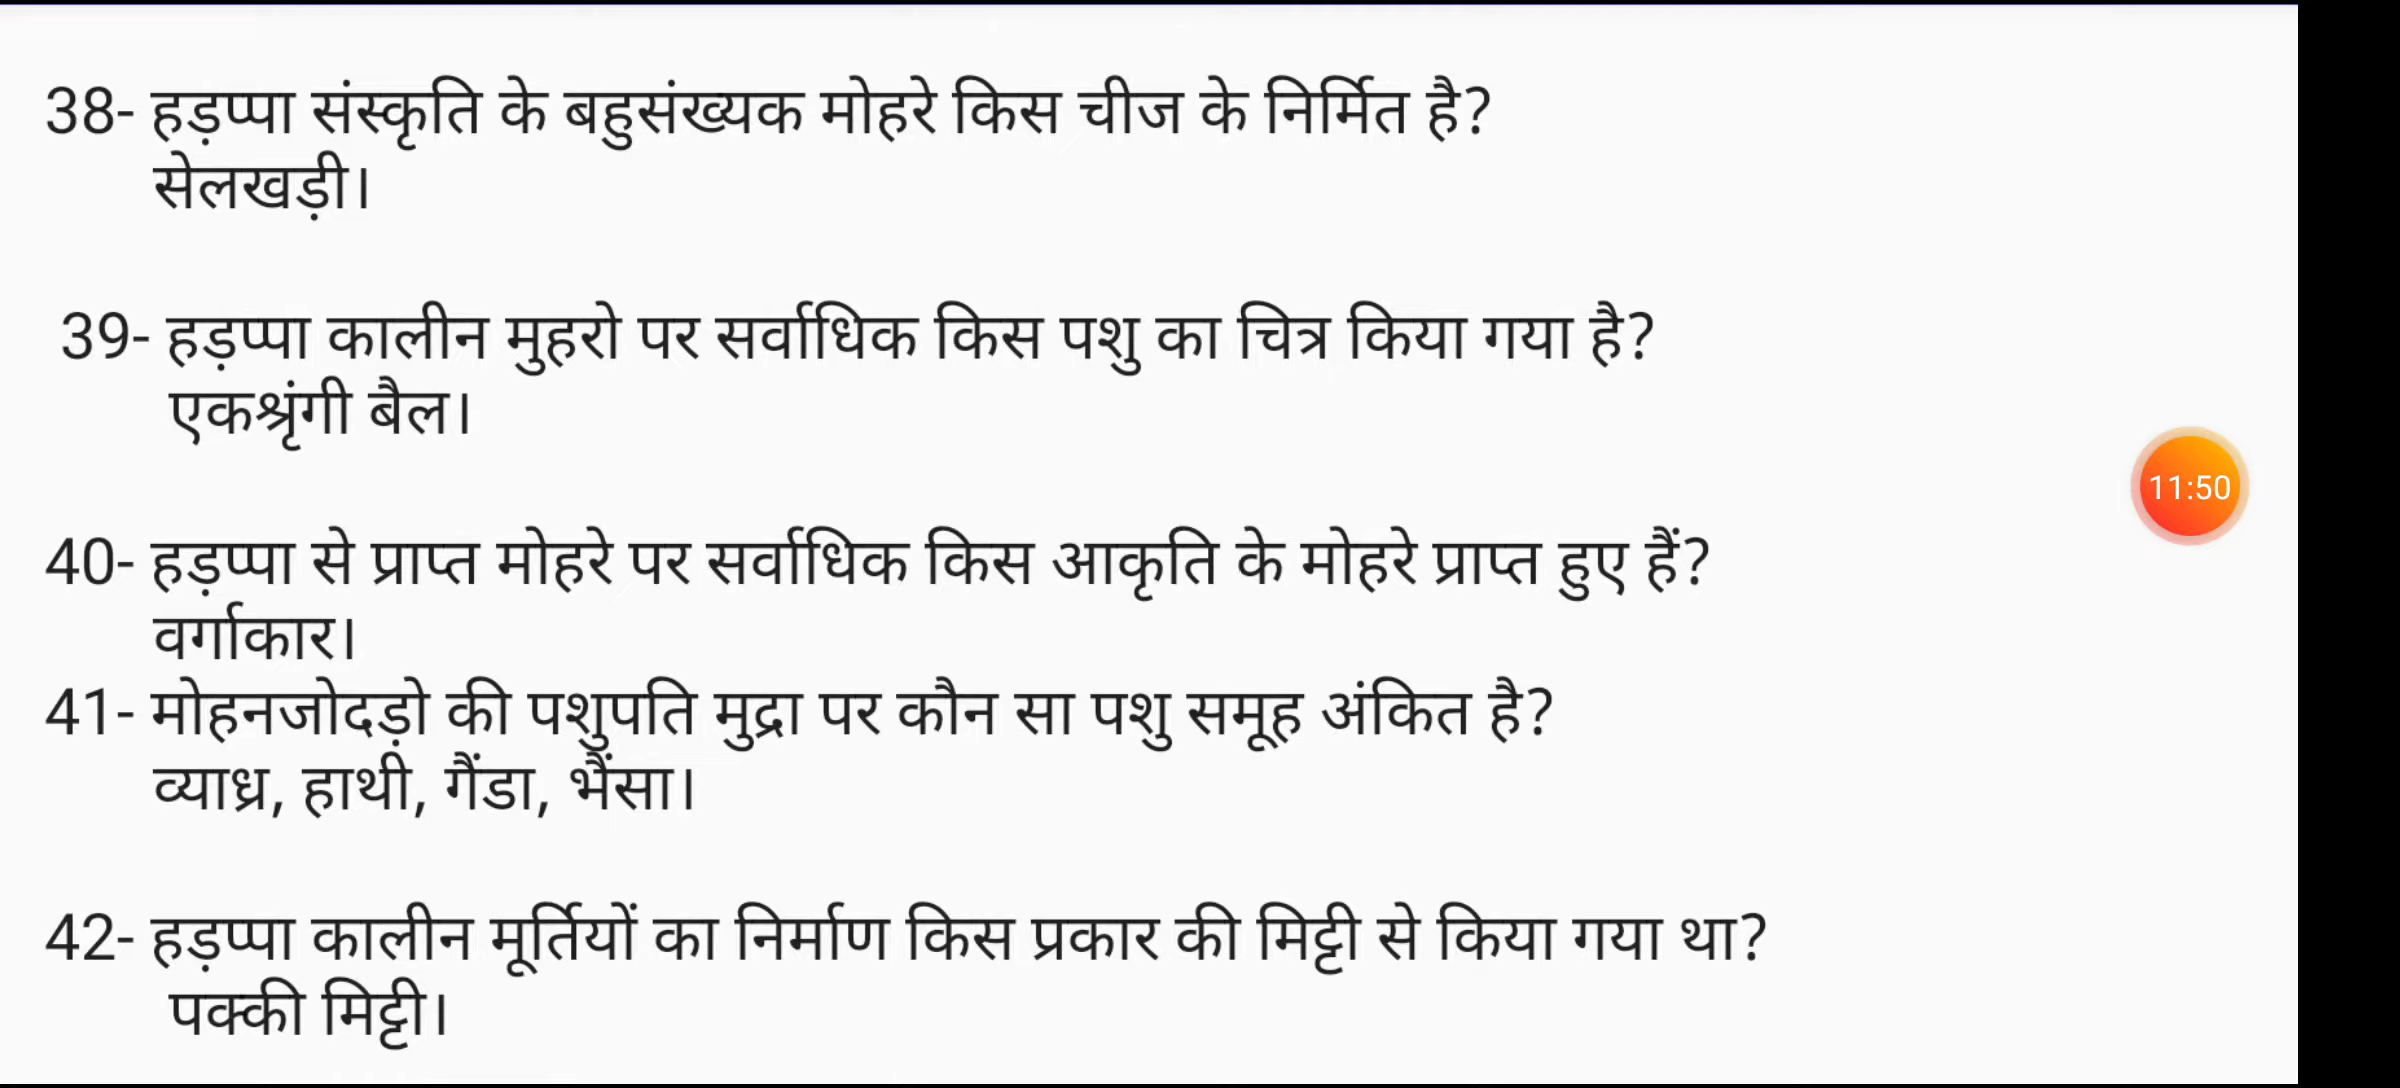 38- हड़प्पा संस्कृति के बहुसंख्यक मोहरे किस चीज के निर्मित है?
सेलखड़ी।
39- हड़प्पा कालीन मुहरो पर सर्वाधिक किस पशु का चित्र किया गया है?
एकश्रृंगी बैल।
11:50
40- हड़प्पा से प्राप्त मोहरे पर सर्वाधिक किस आकृति के मोहरे प्राप्त हुए हैं?
वर्गाकार।
41- मोहनजोदड़ो की पशुपति मुद्रा पर कौन सा पशु समूह अंकित है?
व्याध्र, हाथी, गैंडा, भैंसा।
42- हड़प्पा कालीन मूर्तियों का निर्माण किस प्रकार की मिट्टी से किया गया था?
पक्की मिट्टी।